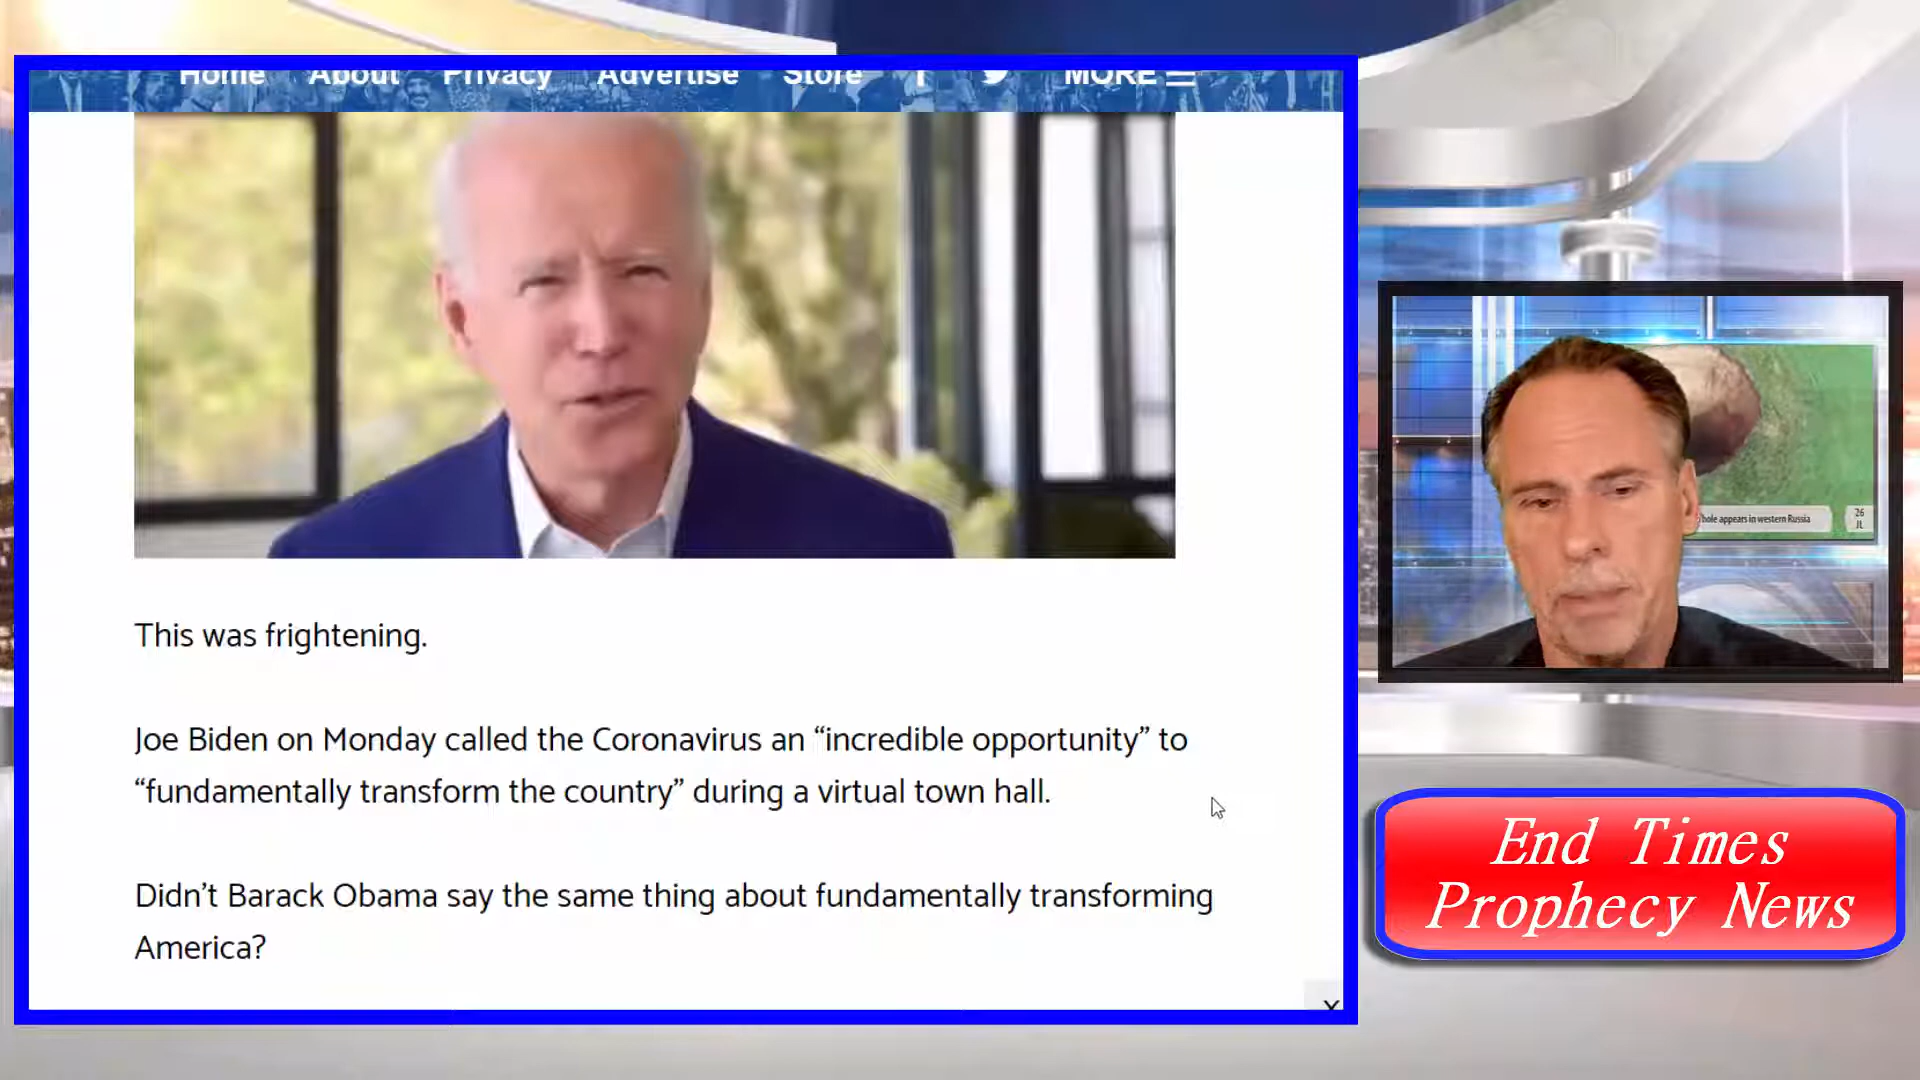 Home About Privacy Advertise Store f MORE
This was frightening.
Joe Biden on Monday called the Coronavirus an “incredible opportunity” to
“fundamentally transform the country” during a virtual town hall.
Didn’t Barack Obama say the same thing about fundamentally transforming
America?
X
hole appears in western Russia
26
JL
End Times
Prophecy News